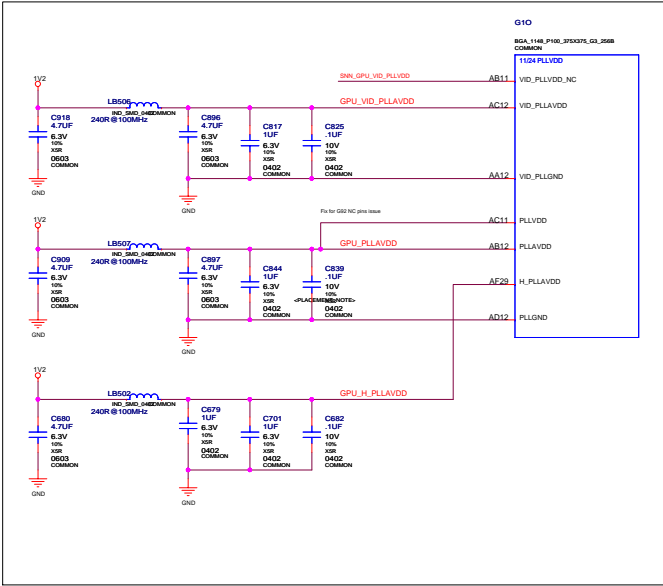 G1O
BGA_1148_P100_375X375_G3_256B
COMMON
11/24 PLLVDD
1V2
SNN_GPU_VID_PLLVDD
AB11 VID_PLLVDD_NC
LB506
IND_SMD_0402 COMMON
240R@100MHz
GPU_VID_PLLAVDD
AC12 VID_PLLAVDD
C918
4.7UF
6.3V
10%
X5R
0603
COMMON
C896
4.7UF
6.3V
10%
X5R
0603
COMMON
C817
1UF
6.3V
10%
X5R
0402
COMMON
C825
.1UF
10V
10%
X5R
0402
COMMON
AA12 VID_PLLGND
GND
GND
Fix for G92 NC pins issue
AC11 PLLVDD
1V2
LB507
IND_SMD_0402 COMMON
240R@100MHz
GPU_PLLAVDD
AB12 PLLAVDD
C909
4.7UF
6.3V
10%
X5R
0603
COMMON
C897
4.7UF
6.3V
10%
X5R
0603
COMMON
C844
1UF
6.3V
10%
X5R
0402
COMMON
C839
.1UF
10V
10%
X5R
<PLACEMENT NOTE>
0402
COMMON
AF29 H_PLLAVDD
AD12 PLLGND
GND
GND
1V2
LB502
IND_SMD_0402 COMMON
240R@100MHz
GPU_H_PLLAVDD
C680
4.7UF
6.3V
10%
X5R
0603
COMMON
C679
1UF
6.3V
10%
X5R
0402
COMMON
C701
1UF
6.3V
10%
X5R
0402
COMMON
C682
.1UF
10V
10%
X5R
0402
COMMON
GND
GND